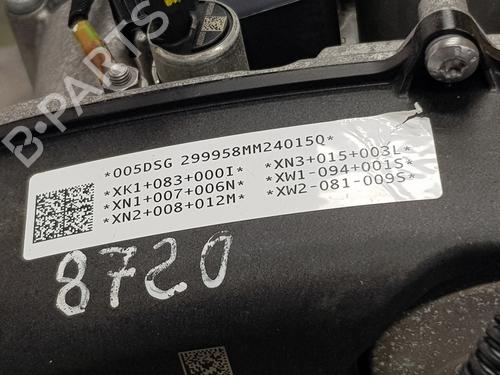 B-PARTS
*005DSG 299958MM24015Q*
*XK1+083+000I*
*XN1+007+006N*
*XN2+008+012M*
*XN3+015+003L*
*XW1-094+001S*
*XW2-081-009S*
8720